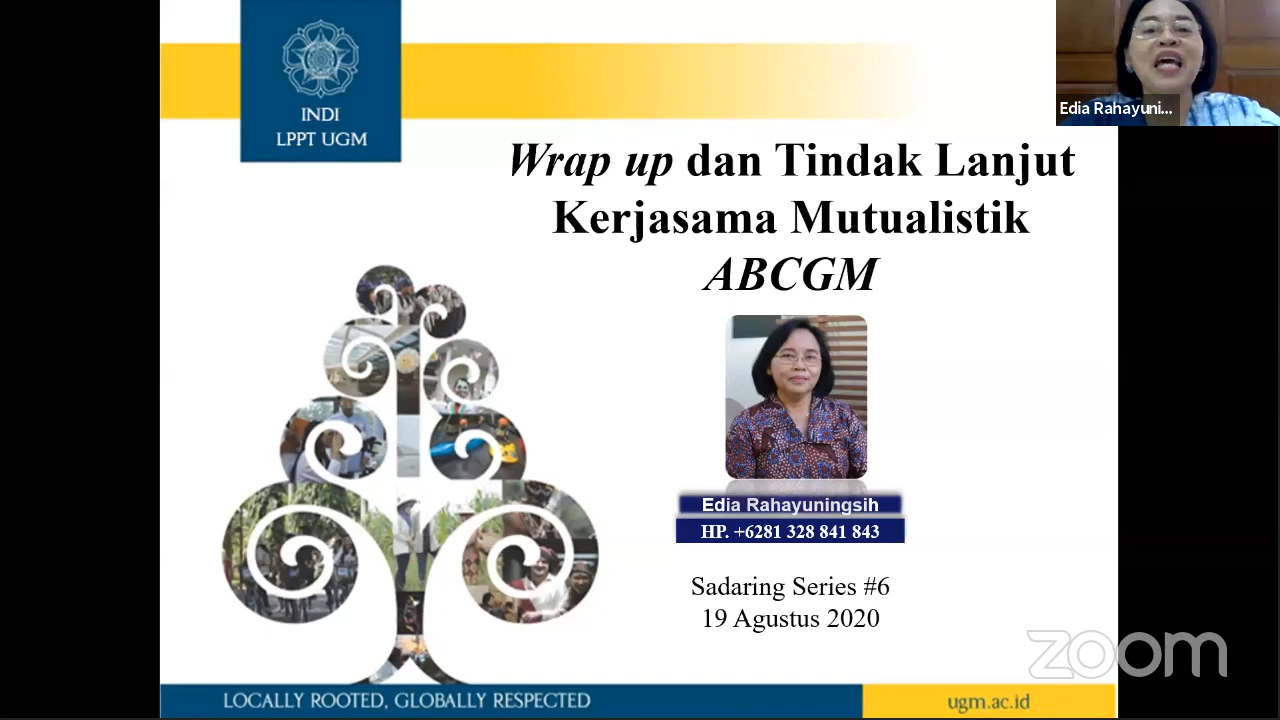 INDI
LPPT UGM
Edia Rahayuni...
Wrap up dan Tindak Lanjut
Kerjasama Mutualistik
ABCGM
Edia Rahayuningsih
HP. +6281 328 841 843
Sadaring Series #6
19 Agustus 2020
zoom
LOCALLY ROOTED, GLOBALLY RESPECTED
ugm.ac.id